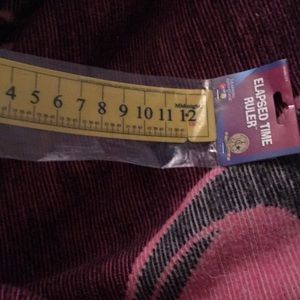 Midnight
4 5 6 7 8 9 10 11 12
ELAPSED TIME
RULER